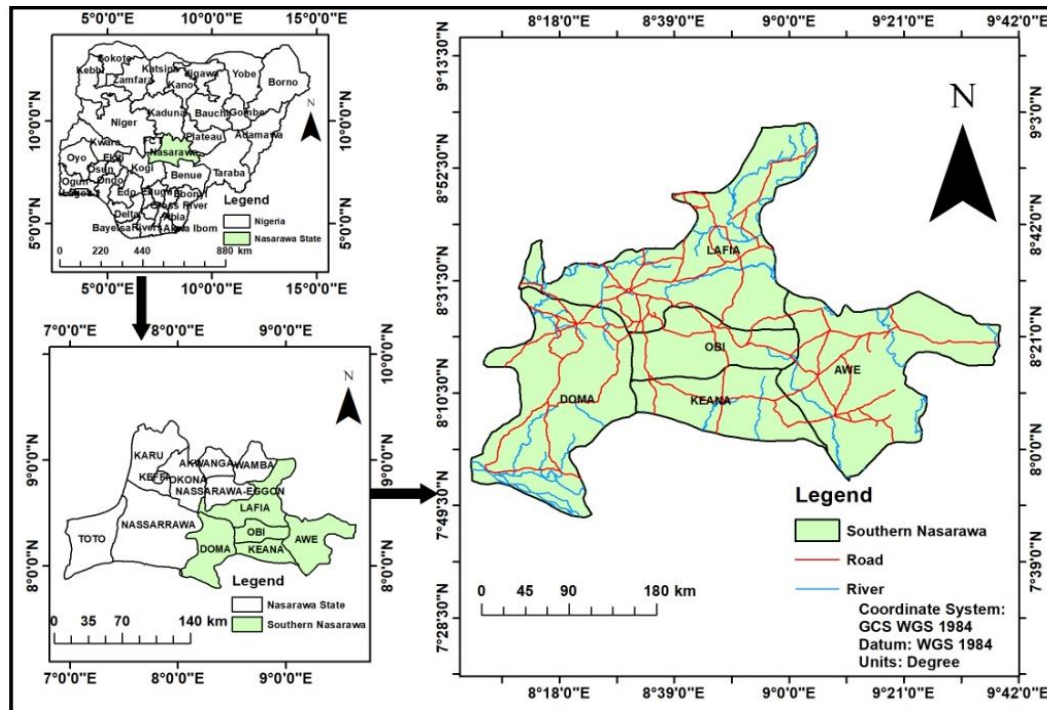 5°0'0"E 10°0'0"E 15°0'0"E
10°0'0"N
5°0'0"N
Sokoto
Kebbi
Zamfara
Katsina
Kano
Jigawa
Yobe
Borno
Kaduna
Bauchi
Gombe
Niger
Adamawa
Plateau
Kwara
FC
Nasarawa
Oyo
Ekiti
Osun
Kogi
Benue
Taraba
Ogun
Ondo
Lagos
Edo
Enugu
Ebonyi
Cross River
Delta
Abia
Bayelsa
Rivers
Akwa Ibom
N
Legend
Nigeria
Nasarawa State
0 220 440 880 km
10°0'0"N
5°0'0"N
5°0'0"E 10°0'0"E 15°0'0"E
7°0'0"E 8°0'0"E 9°0'0"E
10°0'0"N
9°0'0"N
8°0'0"N
N
KARU
KEFFI
KOKONA
AKWANGA
WAMBA
NASSARAWA-EGGON
LAFIA
NASSARRAWA
TOTO
OBI
DOMA
KEANA
AWE
Legend
Nasarawa State
Southern Nasarawa
0 35 70 140 km
9°0'0"N
8°0'0"N
7°0'0"E 8°0'0"E 9°0'0"E
8°18'0"E 8°39'0"E 9°0'0"E 9°21'0"E 9°42'0"E
9°13'30"N
8°52'30"N
8°31'30"N
8°10'30"N
7°49'30"N
7°28'30"N
N
LAFIA
OBI
AWE
DOMA
KEANA
9°3'0"N
8°42'0"N
8°21'0"N
8°0'0"N
7°39'0"N
Legend
Southern Nasarawa
Road
River
0 45 90 180 km
Coordinate System:
GCS WGS 1984
Datum: WGS 1984
Units: Degree
8°18'0"E 8°39'0"E 9°0'0"E 9°21'0"E 9°42'0"E